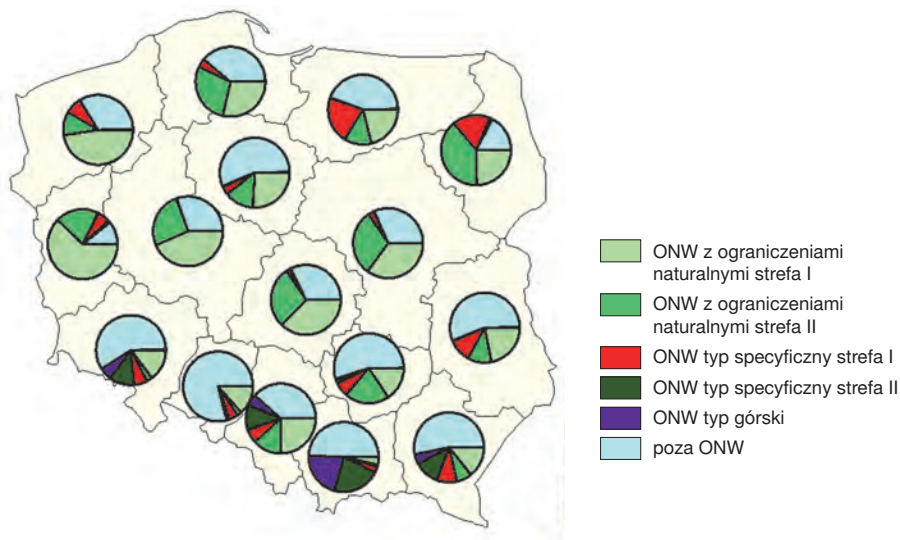 ONW z ograniczeniami
naturalnymi strefa I
ONW z ograniczeniami
naturalnymi strefa II
ONW typ specyficzny strefa I
ONW typ specyficzny strefa II
ONW typ górski
poza ONW